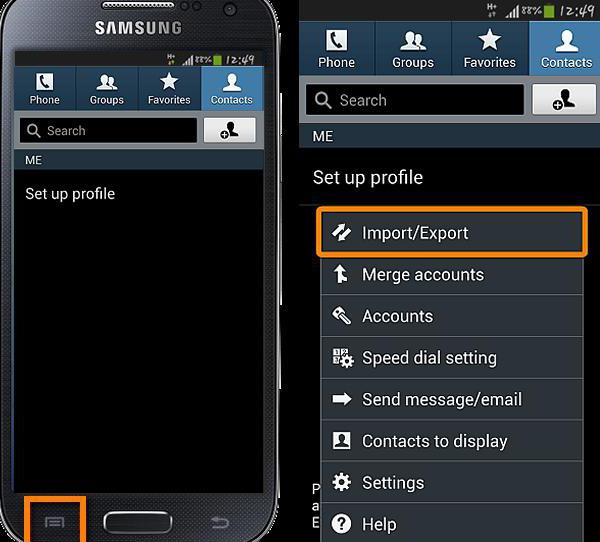 SAMSUNG
H+ 88% 12:49
Phone Groups Favorites Contacts
Search
ME
Set up profile
H+ 88% 12:49
Phone Groups Favorites Contacts
Search
ME
Set up profile
Import/Export
Merge accounts
Accounts
Speed dial setting
Send message/email
Contacts to display
Settings
Help
P
a
E